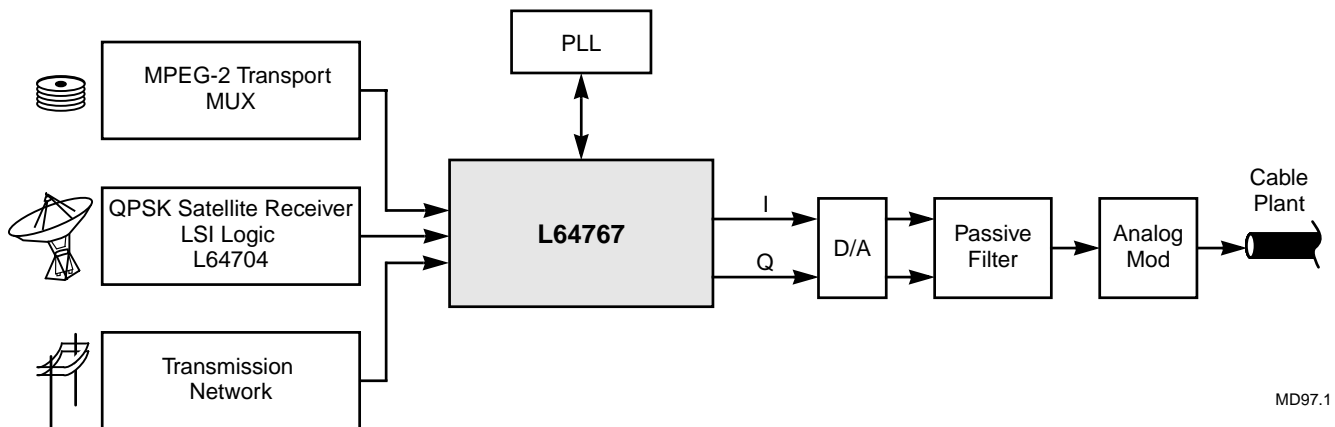 PLL
MPEG-2 Transport
MUX
QPSK Satellite Receiver
LSI Logic
L64704
Transmission
Network
L64767
I
Q
D/A
Passive
Filter
Analog
Mod
Cable
Plant
MD97.1